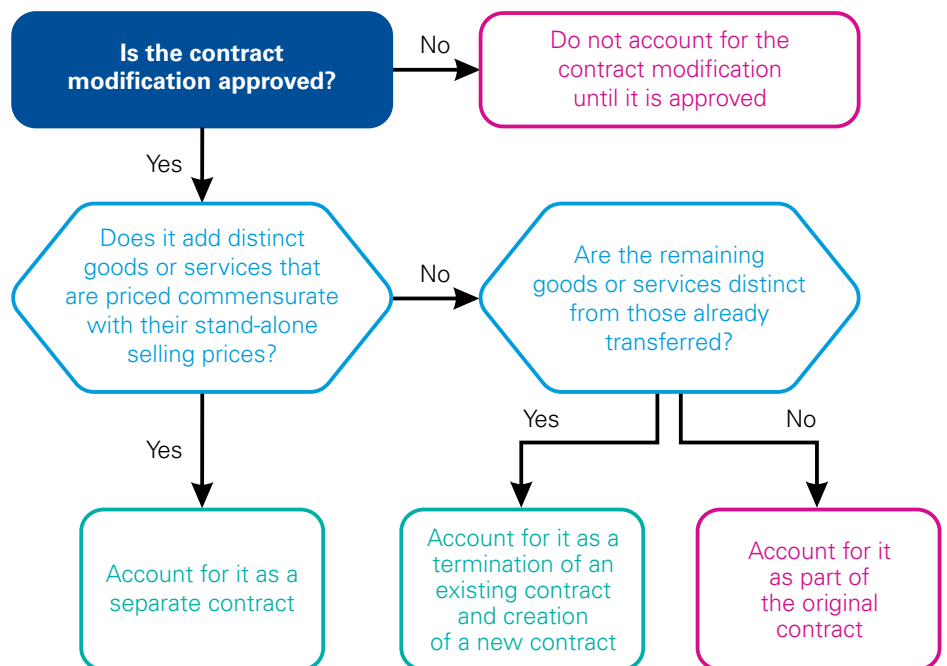 Is the contract
modification approved?
No
Do not account for the
contract modification
until it is approved
Yes
Does it add distinct
goods or services that
are priced commensurate
with their stand-alone
selling prices?
No
Are the remaining
goods or services distinct
from those already
transferred?
Yes
Yes
No
Account for it as a
separate contract
Account for it as a
termination of an
existing contract
and creation
of a new contract
Account for it
as part of
the original
contract